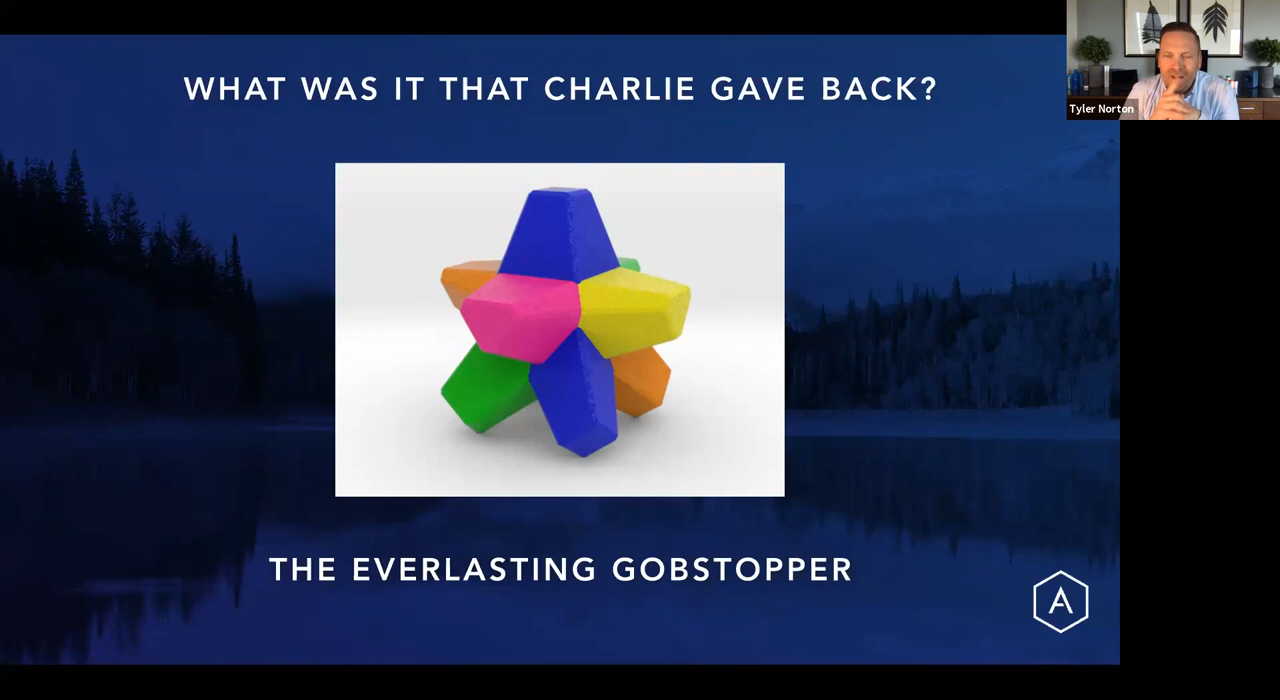 WHAT WAS IT THAT CHARLIE GAVE BACK?
Tyler Norton
THE EVERLASTING GOBSTOPPER
A